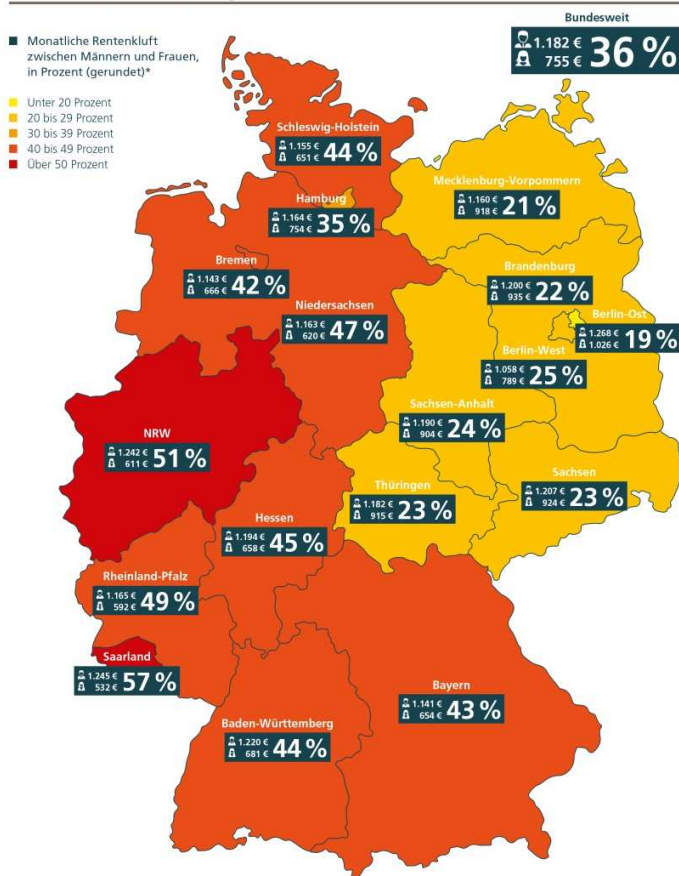 Bundesweit
1.182 €
755 €
36 %
Monatliche Rentenkluft
zwischen Männern und Frauen,
in Prozent (gerundet)*
Unter 20 Prozent
20 bis 29 Prozent
30 bis 39 Prozent
40 bis 49 Prozent
Über 50 Prozent
Schleswig-Holstein
1.155 €
651 €
44 %
Mecklenburg-Vorpommern
1.160 €
918 €
21 %
Hamburg
1.164 €
754 €
35 %
Bremen
1.143 €
666 €
42 %
Brandenburg
1.200 €
935 €
22 %
Niedersachsen
1.163 €
620 €
47 %
Berlin-Ost
1.268 €
1.026 €
19 %
Berlin-West
1.058 €
789 €
25 %
Sachsen-Anhalt
1.190 €
904 €
24 %
NRW
1.242 €
611 €
51 %
Sachsen
1.207 €
924 €
23 %
Thüringen
1.182 €
915 €
23 %
Hessen
1.194 €
658 €
45 %
Rheinland-Pfalz
1.165 €
592 €
49 %
Saarland
1.245 €
532 €
57 %
Bayern
1.141 €
654 €
43 %
Baden-Württemberg
1.220 €
681 €
44 %